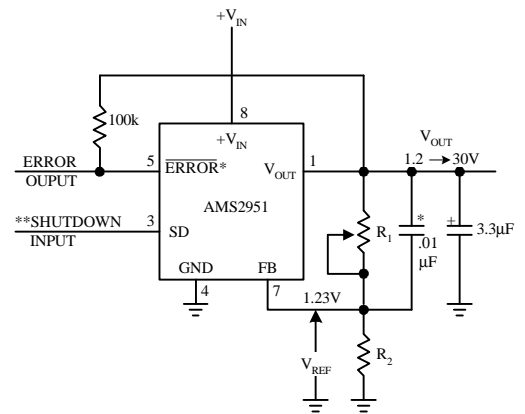 +V_IN
100k
8
+V_IN
5
ERROR*
V_OUT
1
V_OUT
1.2 → 30V
ERROR
OUPUT
AMS2951
**SHUTDOWN
INPUT
3
SD
R_1
*
.01
µF
+
3.3µF
GND
FB
4
7
1.23V
V_REF
R_2